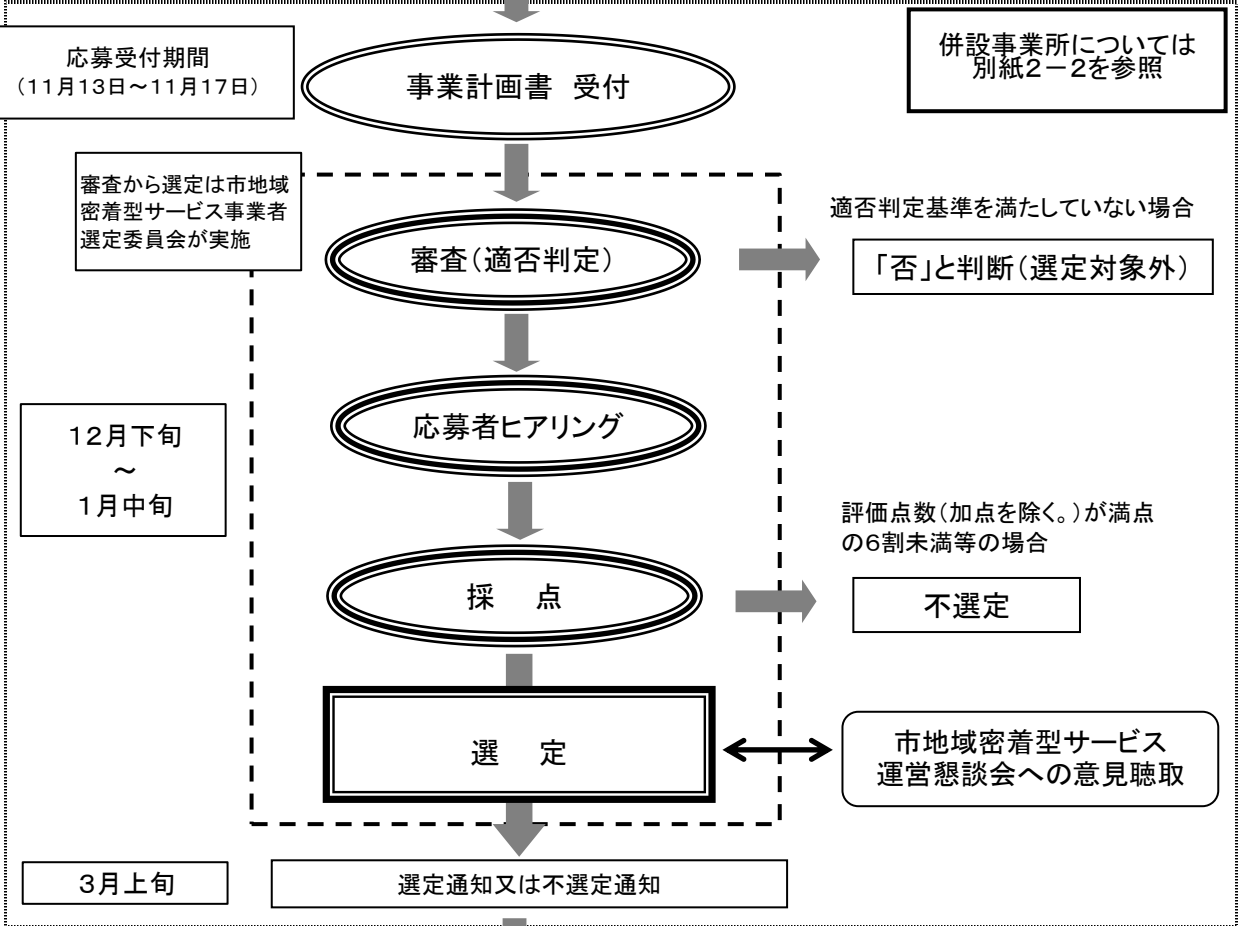 応募受付期間
（11月13日～11月17日）
事業計画書 受付
併設事業所については
別紙２－２を参照
審査から選定は市地域
密着型サービス事業者
選定委員会が実施
審査（適否判定）
適否判定基準を満たしていない場合
「否」と判断（選定対象外）
応募者ヒアリング
12月下旬
～
1月中旬
評価点数（加点を除く。）が満点
の６割未満等の場合
採 点
不選定
選 定
市地域密着型サービス
運営懇談会への意見聴取
３月上旬
選定通知又は不選定通知